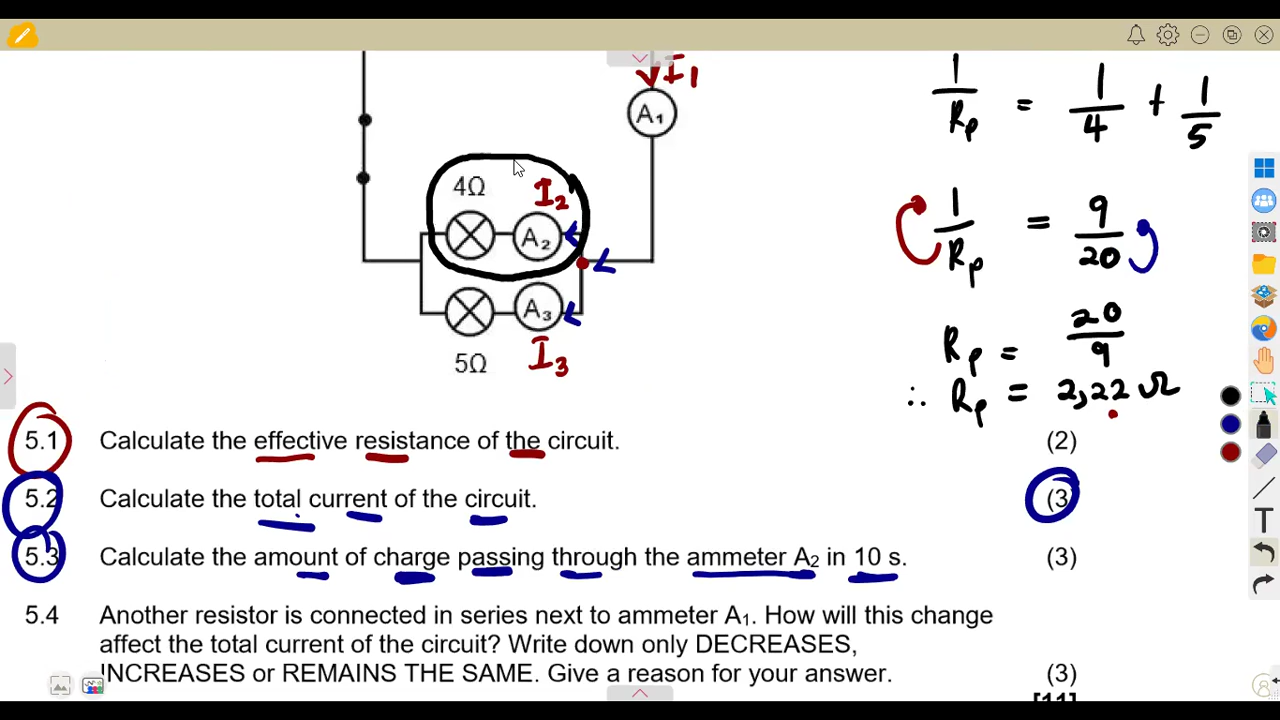 I1
A1
4Ω
I2
A2
A3
5Ω
I3
1/Rp = 1/4 + 1/5
1/Rp = 9/20
Rp = 20/9
∴ Rp = 2,22 Ω
5.1 Calculate the effective resistance of the circuit. (2)
5.2 Calculate the total current of the circuit. (3
5.3 Calculate the amount of charge passing through the ammeter A2 in 10 s. (3)
5.4 Another resistor is connected in series next to ammeter A1. How will this change
affect the total current of the circuit? Write down only DECREASES,
INCREASES or REMAINS THE SAME. Give a reason for your answer. (3)
[11]
T